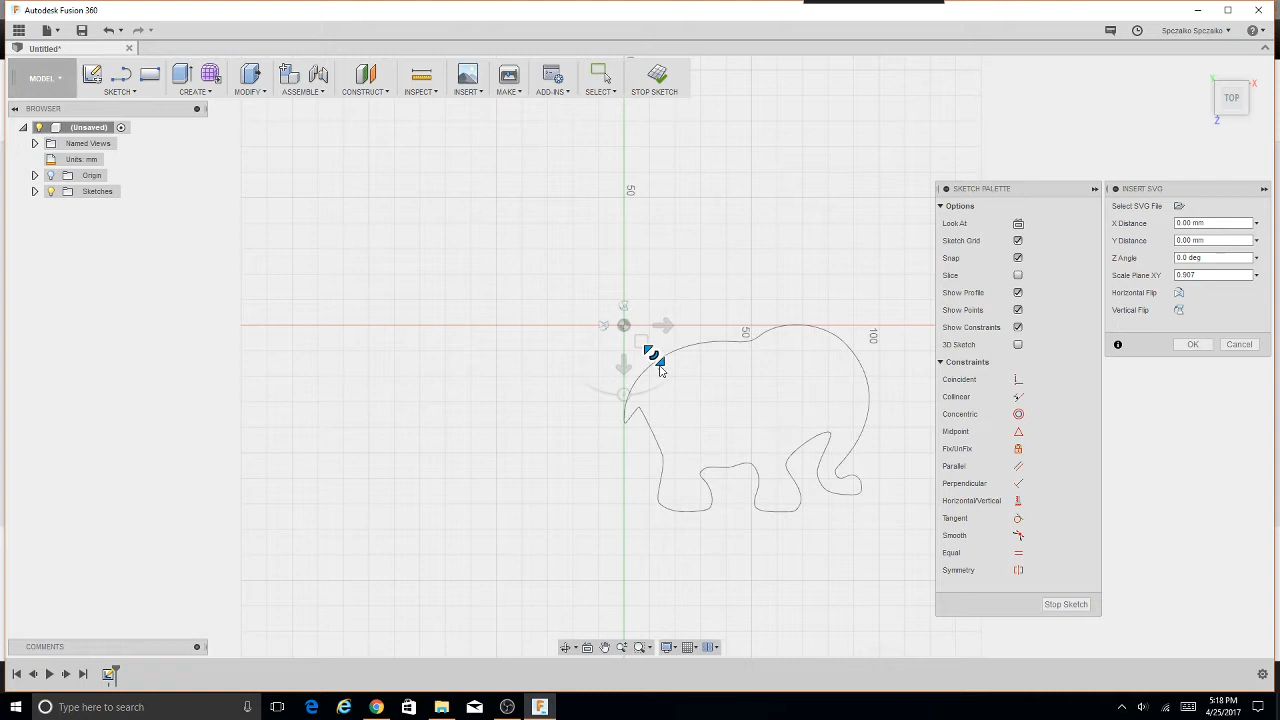 Autodesk Fusion 360
Spczaiko Spczaiko
Untitled*
MODEL
SKETCH
CREATE
MODIFY
ASSEMBLE
CONSTRUCT
INSPECT
INSERT
MAKE
ADD-INS
SELECT
STOP SKETCH
BROWSER
(Unsaved)
Named Views
Units: mm
Origin
Sketches
50
50
100
TOP
X
Y
Z
SKETCH PALETTE
Options
Look At
Sketch Grid
Snap
Slice
Show Profile
Show Points
Show Constraints
3D Sketch
Constraints
Coincident
Collinear
Concentric
Midpoint
Fix/UnFix
Parallel
Perpendicular
Horizontal/Vertical
Tangent
Smooth
Equal
Symmetry
Stop Sketch
INSERT SVG
Select SVG File
X Distance 0.00 mm
Y Distance 0.00 mm
Z Angle 0.0 deg
Scale Plane XY 0.907
Horizontal Flip
Vertical Flip
OK Cancel
COMMENTS
Type here to search
5:18 PM
4/25/2017